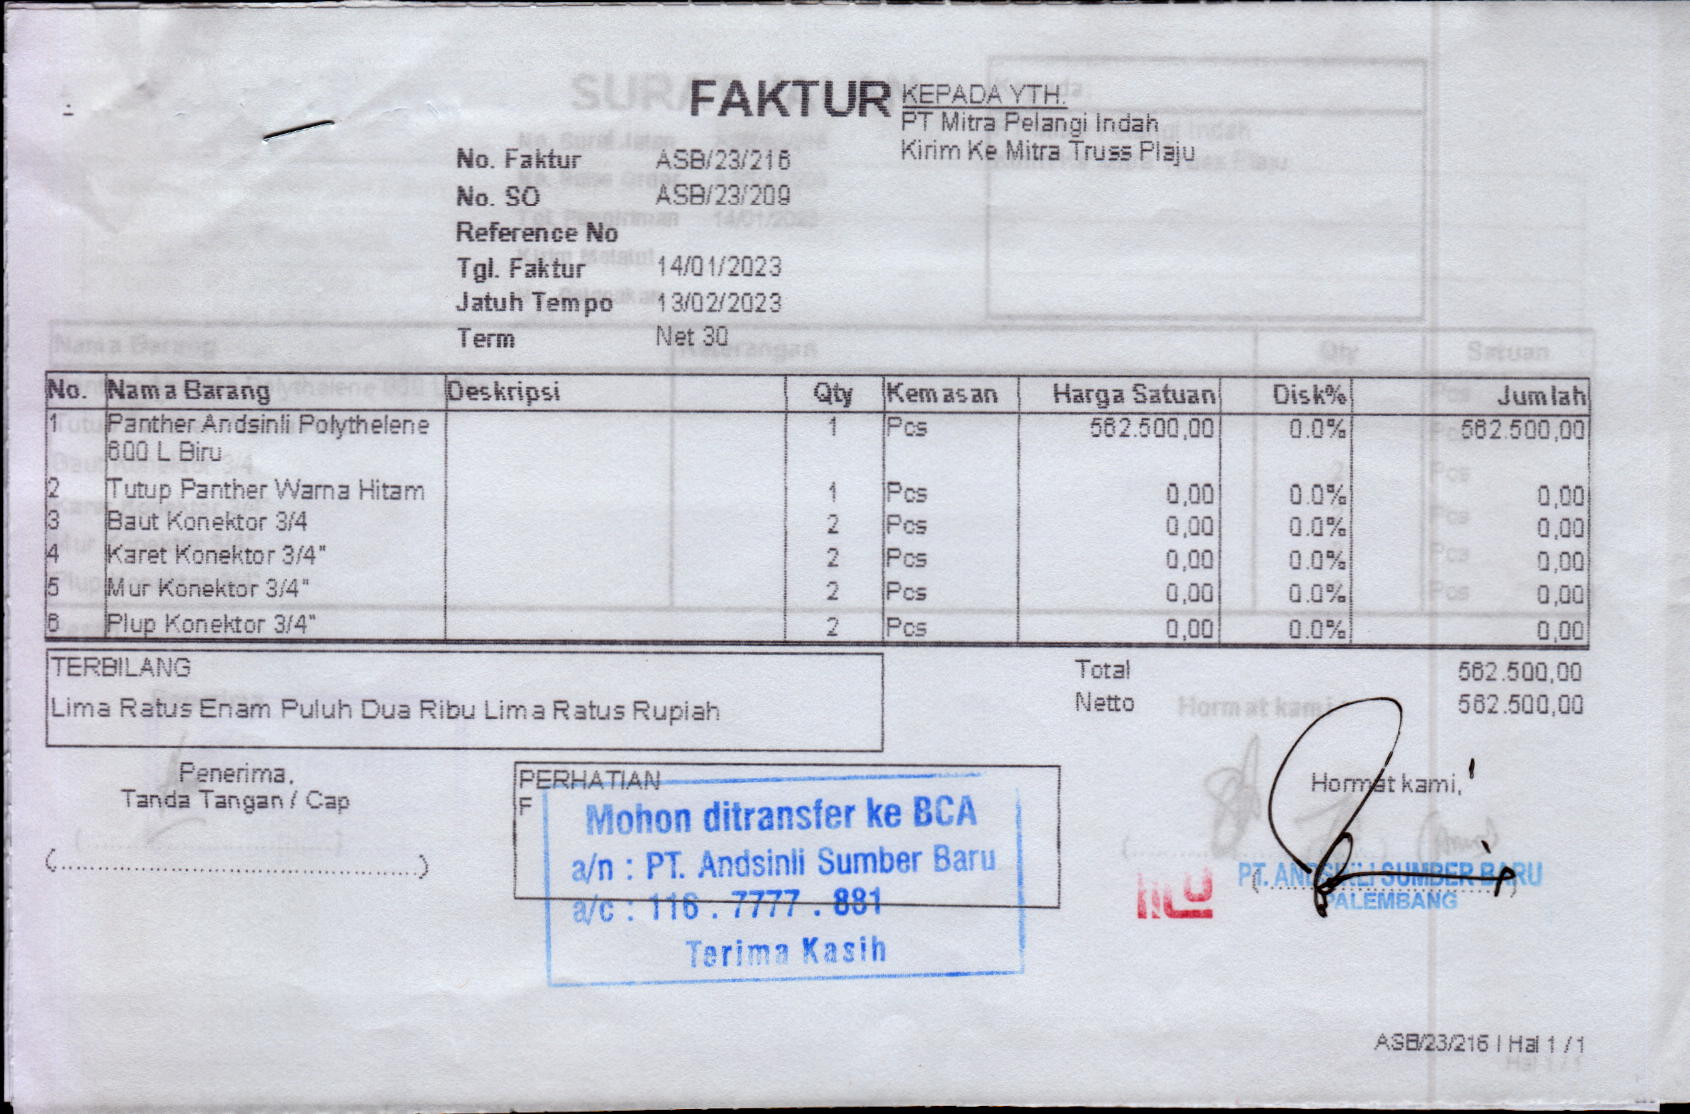 FAKTUR
KEPADA YTH.
PT Mitra Pelangi Indah
Kirim Ke Mitra Truss Plaju
No. Faktur ASB/23/216
No. SO ASB/23/209
Reference No
Tgl. Faktur 14/01/2023
Jatuh Tempo 13/02/2023
Term Net 30
No. Nama Barang Deskripsi Qty Kemasan Harga Satuan Disk% Jumlah
1 Panther Andsinli Polythelene 1 Pcs 562.500,00 0.0% 562.500,00
600 L Biru
2 Tutup Panther Warna Hitam 1 Pcs 0,00 0.0% 0,00
3 Baut Konektor 3/4 2 Pcs 0,00 0.0% 0,00
4 Karet Konektor 3/4" 2 Pcs 0,00 0.0% 0,00
5 Mur Konektor 3/4" 2 Pcs 0,00 0.0% 0,00
6 Plup Konektor 3/4" 2 Pcs 0,00 0.0% 0,00
TERBILANG
Lima Ratus Enam Puluh Dua Ribu Lima Ratus Rupiah
Total 562.500,00
Netto 562.500,00
Penerima,
Tanda Tangan / Cap
(..........................................)
PERHATIAN
F
Mohon ditransfer ke BCA
a/n : PT. Andsinli Sumber Baru
a/c : 116 . 7777 . 881
Terima Kasih
Hormat kami,
PT. ANDSINLI SUMBER BARU
PALEMBANG
ASB/23/216 | Hal 1 / 1